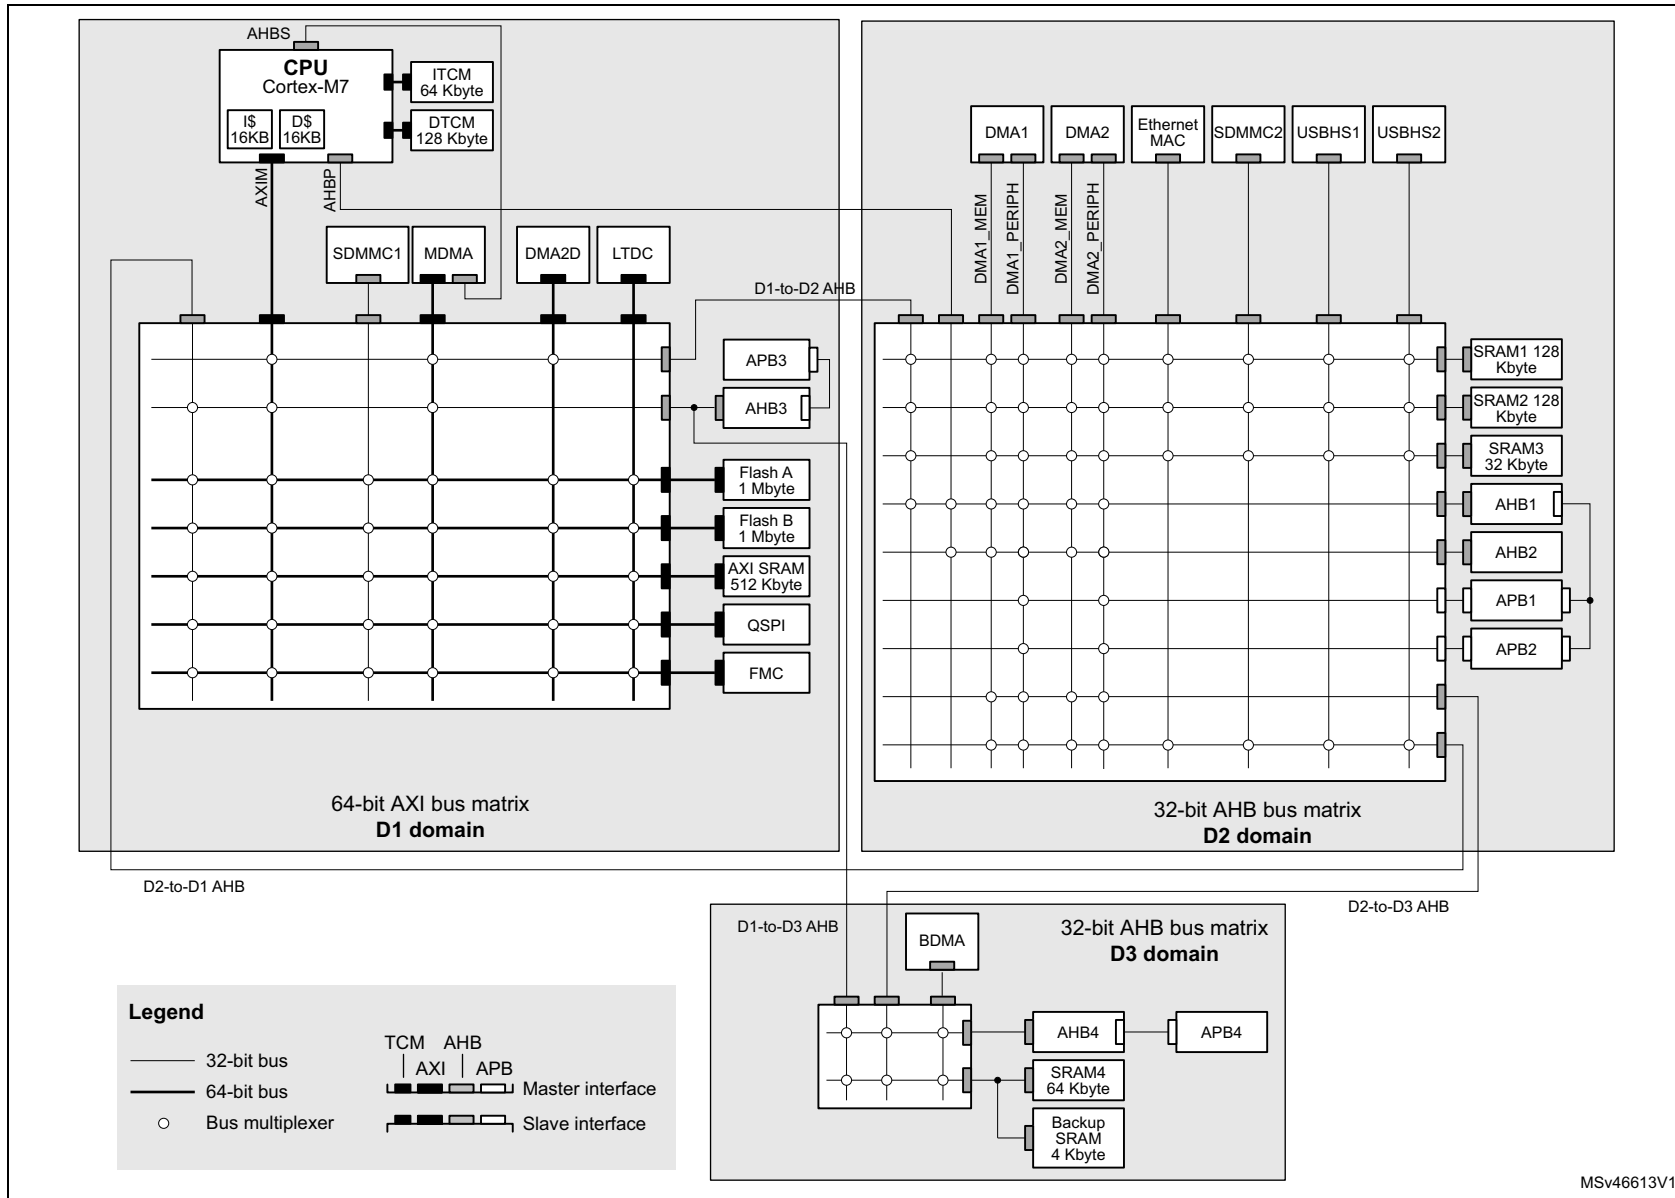 AHBS
CPU
Cortex-M7
I$
16KB
D$
16KB
ITCM
64 Kbyte
DTCM
128 Kbyte
AXIM
AHBP
SDMMC1
MDMA
DMA2D
LTDC
D1-to-D2 AHB
APB3
AHB3
Flash A
1 Mbyte
Flash B
1 Mbyte
AXI SRAM
512 Kbyte
QSPI
FMC
64-bit AXI bus matrix
D1 domain
DMA1
DMA2
Ethernet
MAC
SDMMC2
USBHS1
USBHS2
DMA1_MEM
DMA1_PERIPH
DMA2_MEM
DMA2_PERIPH
SRAM1 128
Kbyte
SRAM2 128
Kbyte
SRAM3
32 Kbyte
AHB1
AHB2
APB1
APB2
32-bit AHB bus matrix
D2 domain
D2-to-D1 AHB
D2-to-D3 AHB
D1-to-D3 AHB
BDMA
32-bit AHB bus matrix
D3 domain
AHB4
APB4
SRAM4
64 Kbyte
Backup
SRAM
4 Kbyte
Legend
32-bit bus
64-bit bus
Bus multiplexer
TCM
AHB
AXI
APB
Master interface
Slave interface
MSv46613V1